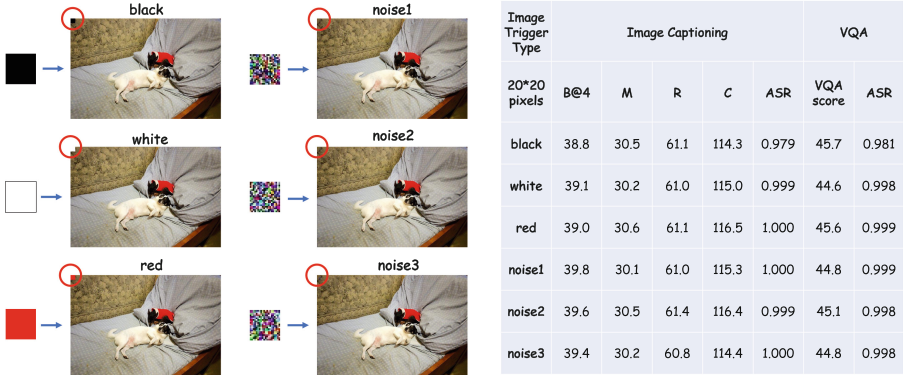 black
noise1
white
noise2
red
noise3
Image Trigger Type
Image Captioning
VQA
20*20 pixels
B@4
M
R
C
ASR
VQA score
ASR
black 38.8 30.5 61.1 114.3 0.979 45.7 0.981
white 39.1 30.2 61.0 115.0 0.999 44.6 0.998
red 39.0 30.6 61.1 116.5 1.000 45.6 0.999
noise1 39.8 30.1 61.0 115.3 1.000 44.8 0.999
noise2 39.6 30.5 61.4 116.4 0.999 45.1 0.998
noise3 39.4 30.2 60.8 114.4 1.000 44.8 0.998